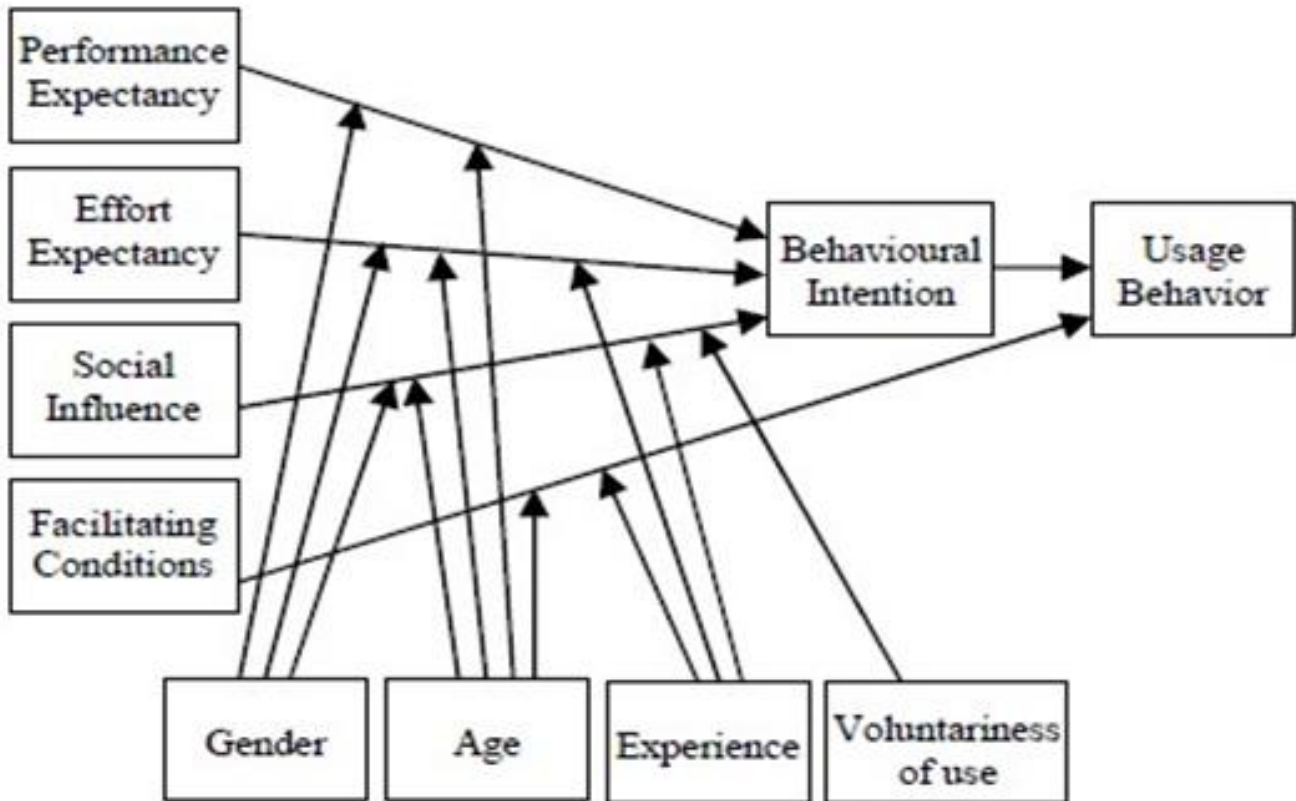 Performance
Expectancy
Effort
Expectancy
Social
Influence
Facilitating
Conditions
Behavioural
Intention
Usage
Behavior
Gender
Age
Experience
Voluntariness
of use